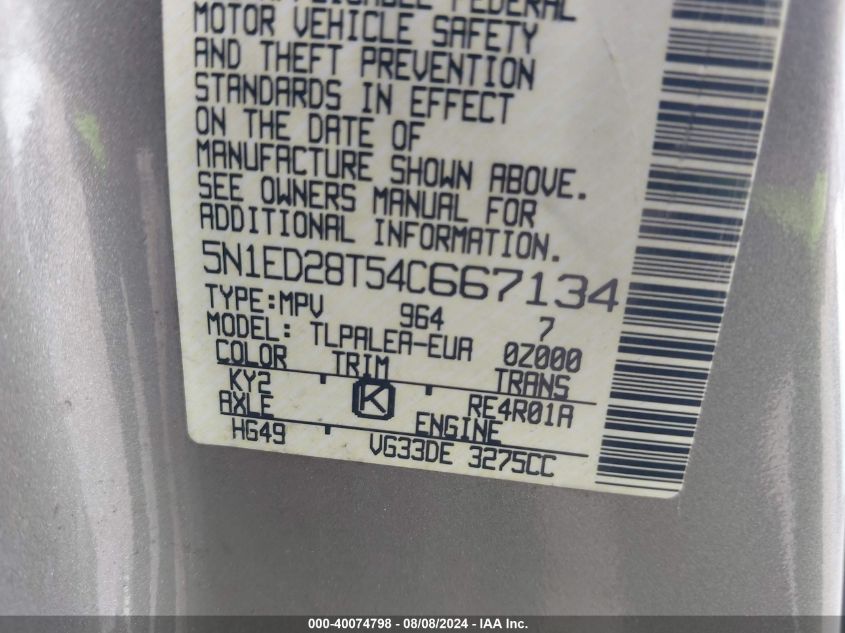 APPLICABLE FEDERAL
MOTOR VEHICLE SAFETY
AND THEFT PREVENTION
STANDARDS IN EFFECT
ON THE DATE OF
MANUFACTURE SHOWN ABOVE.
SEE OWNERS MANUAL FOR
ADDITIONAL INFORMATION.
5N1ED28T54C667134
TYPE:MPV 964 7
MODEL: TLPALEA-EUA 0Z000
COLOR TRIM TRANS
KY2 K RE4R01A
AXLE ENGINE
HG49 VG33DE 3275CC
000-40074798 - 08/08/2024 - IAA Inc.